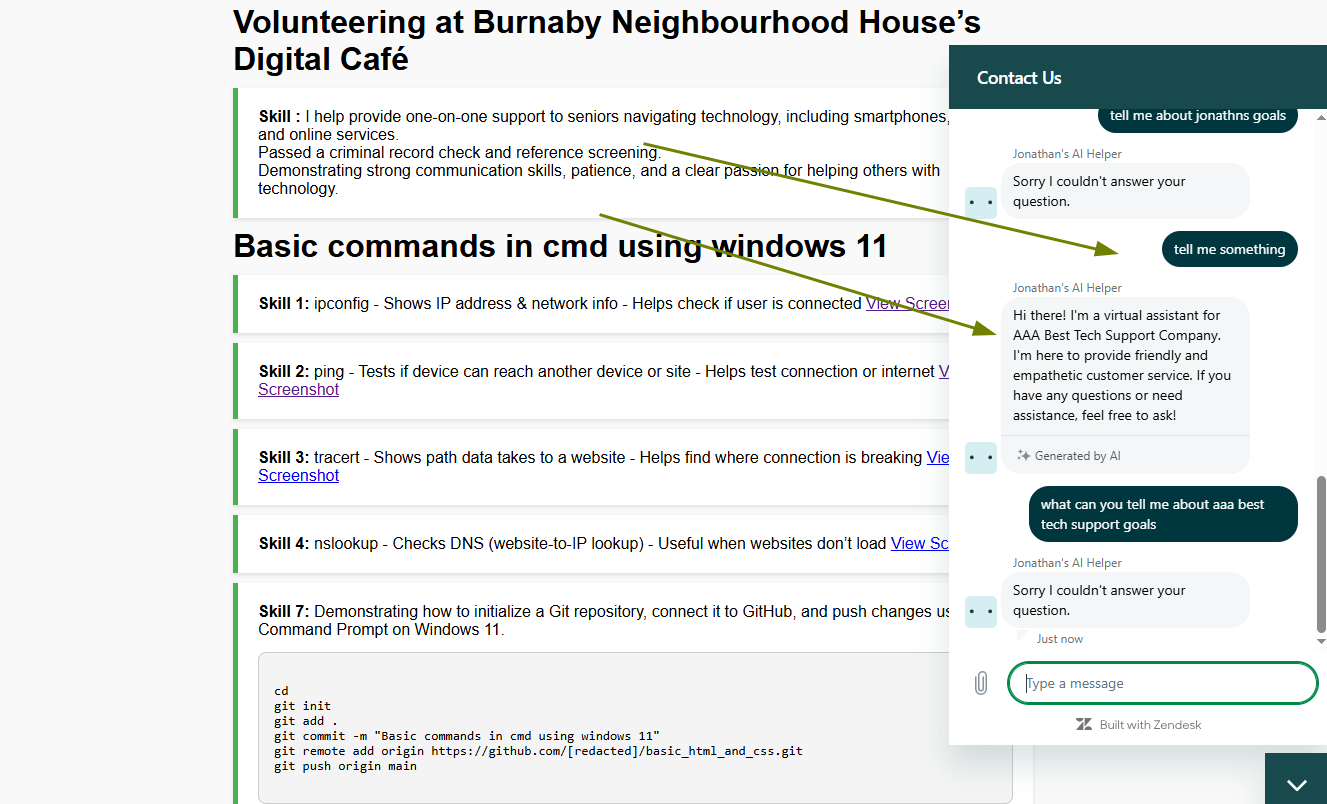 Volunteering at Burnaby Neighbourhood House’s
Digital Café
Skill : I help provide one-on-one support to seniors navigating technology, including smartphones,
and online services.
Passed a criminal record check and reference screening.
Demonstrating strong communication skills, patience, and a clear passion for helping others with
technology.
Basic commands in cmd using windows 11
Skill 1: ipconfig - Shows IP address & network info - Helps check if user is connected View Screen
Skill 2: ping - Tests if device can reach another device or site - Helps test connection or internet V
Screenshot
Skill 3: tracert - Shows path data takes to a website - Helps find where connection is breaking Vie
Screenshot
Skill 4: nslookup - Checks DNS (website-to-IP lookup) - Useful when websites don’t load View Sc
Skill 7: Demonstrating how to initialize a Git repository, connect it to GitHub, and push changes us
Command Prompt on Windows 11.
cd
git init
git add .
git commit -m "Basic commands in cmd using windows 11"
git remote add origin https://github.com/[redacted]/basic_html_and_css.git
git push origin main
Contact Us
tell me about jonathns goals
Jonathan's AI Helper
Sorry I couldn't answer your
question.
tell me something
Jonathan's AI Helper
Hi there! I'm a virtual assistant for
AAA Best Tech Support Company.
I'm here to provide friendly and
empathetic customer service. If you
have any questions or need
assistance, feel free to ask!
Generated by AI
what can you tell me about aaa best
tech support goals
Jonathan's AI Helper
Sorry I couldn't answer your
question.
Just now
Type a message
Built with Zendesk